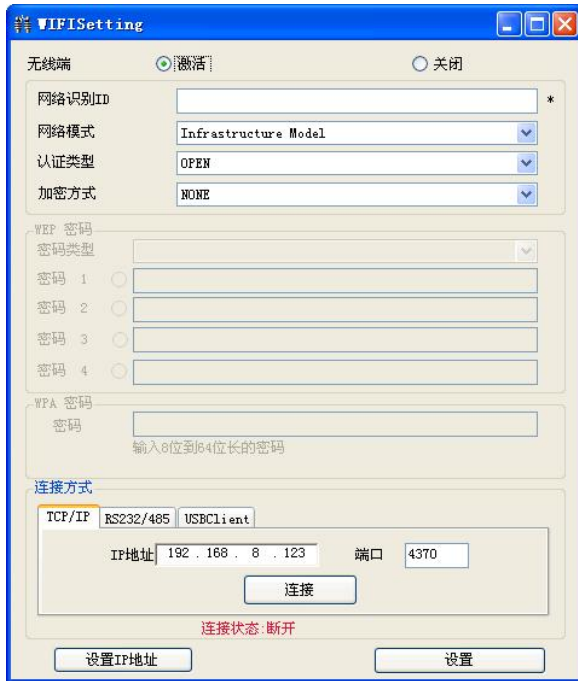 WIFISetting
无线端 激活 关闭
网络识别ID *
网络模式 Infrastructure Model
认证类型 OPEN
加密方式 NONE
WEP 密码
密码类型
密码 1
密码 2
密码 3
密码 4
WPA 密码
密码
输入8位到64位长的密码
连接方式
TCP/IP RS232/485 USBClient
IP地址 192 . 168 . 8 . 123 端口 4370
连接
连接状态:断开
设置IP地址 设置